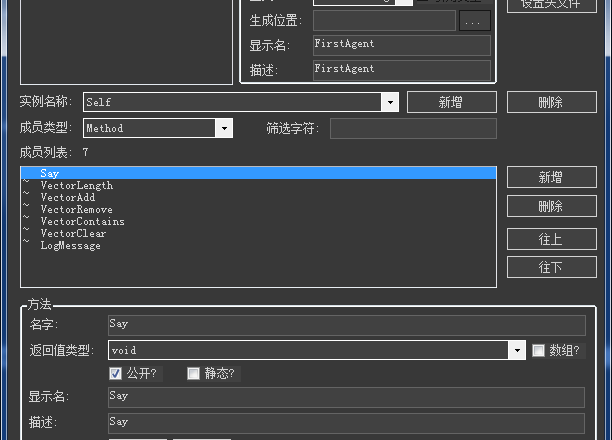 设置头文件
生成位置:
...
显示名: FirstAgent
描述: FirstAgent
实例名称: Self 新增 删除
成员类型: Method 筛选字符:
成员列表: 7
Say
~ VectorLength
~ VectorAdd
~ VectorRemove
~ VectorContains
~ VectorClear
~ LogMessage
新增
删除
往上
往下
方法
名字: Say
返回值类型: void 数组?
公开? 静态?
显示名: Say
描述: Say